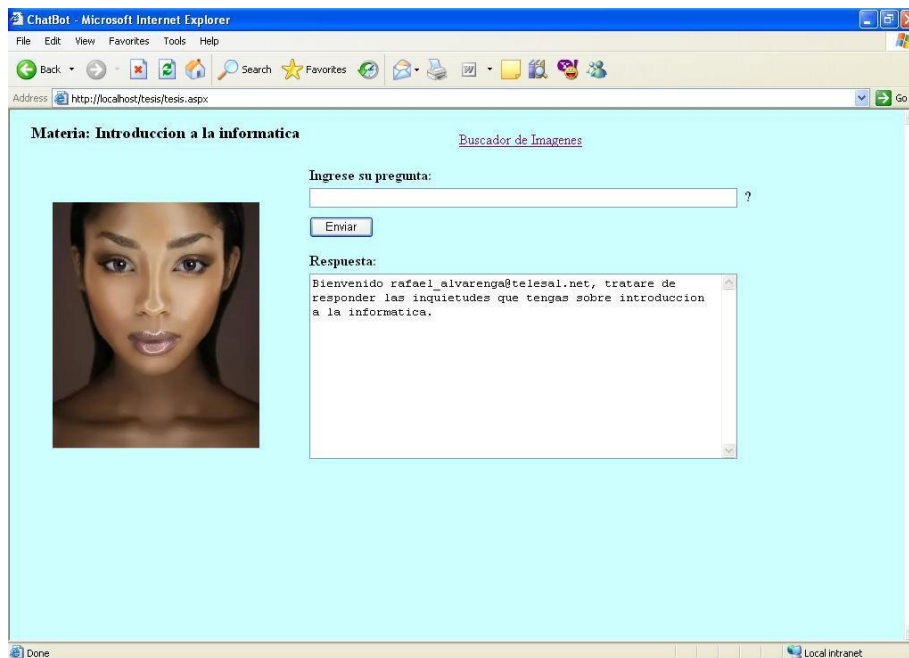 ChatBot - Microsoft Internet Explorer
File Edit View Favorites Tools Help
Back Search Favorites
Address http://localhost/tesis/tesis.aspx Go
Materia: Introduccion a la informatica
Buscador de Imagenes
Ingrese su pregunta:
?
Enviar
Respuesta:
Bienvenido rafael_alvarenga@telesal.net, tratare de
responder las inquietudes que tengas sobre introduccion
a la informatica.
Done Local intranet